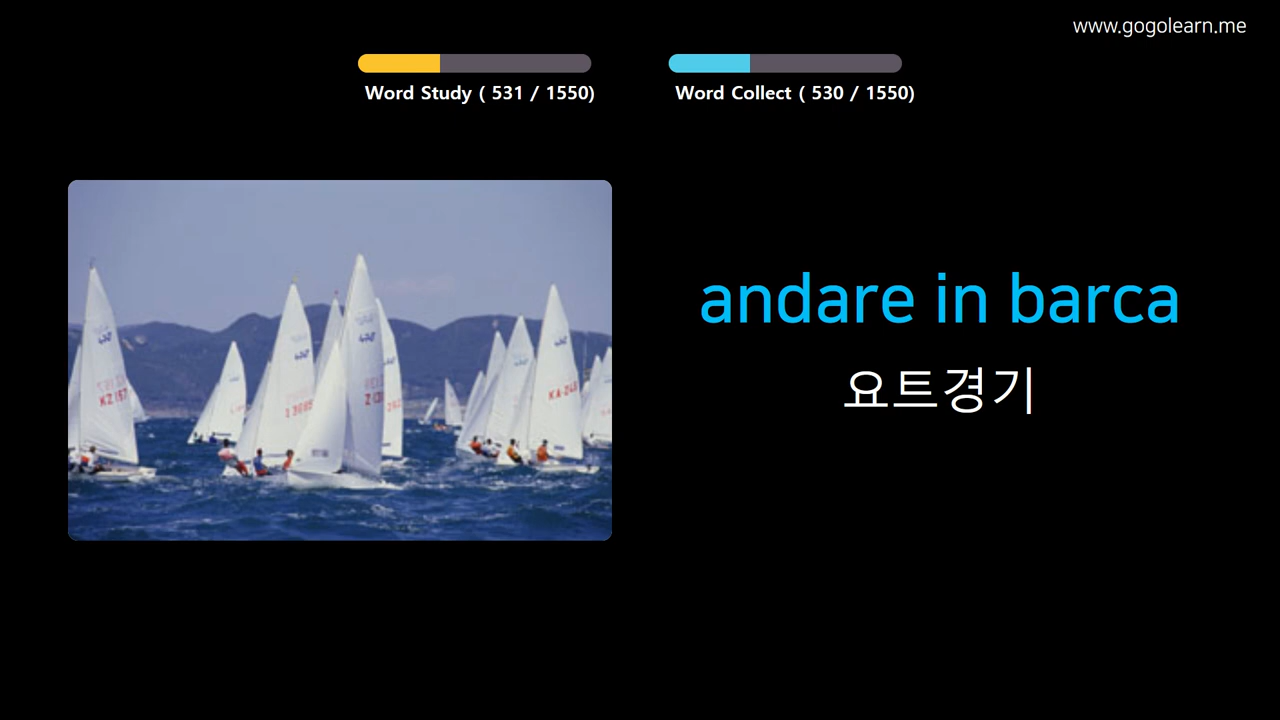 www.gogolearn.me
Word Study ( 531 / 1550)
Word Collect ( 530 / 1550)
andare in barca
요트경기